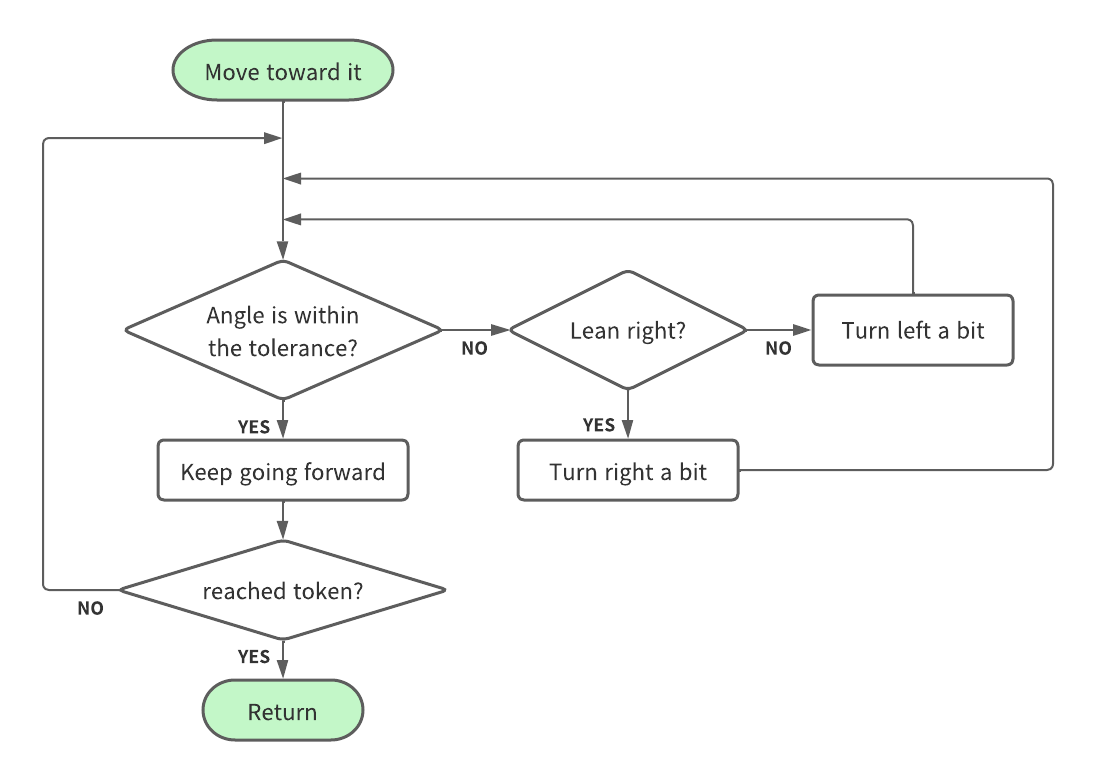 Move toward it
Angle is within
the tolerance?
NO
Lean right?
NO
Turn left a bit
YES
Keep going forward
YES
Turn right a bit
reached token?
NO
YES
Return